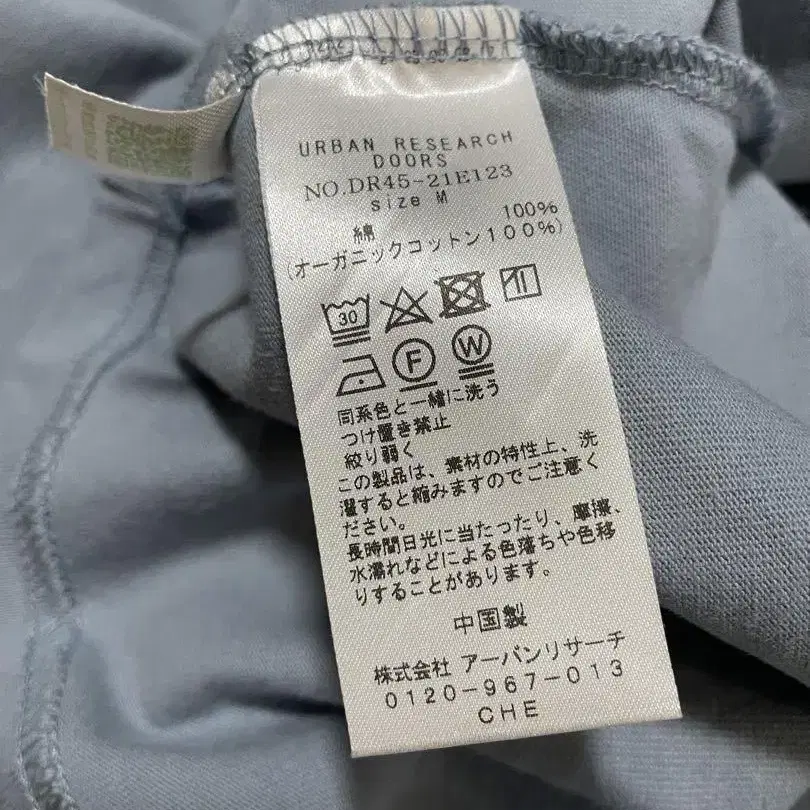 URBAN RESEARCH
DOORS
NO.DR45-21E123
size M
綿 100%
(オーガニックコットン100%)
30
F W
同系色と一緒に洗う
つけ置き禁止
絞り弱く
この製品は、素材の特性上、洗
濯すると縮みますのでご注意く
ださい。
長時間日光に当たったり、摩擦、
水濡れなどによる色落ちや色移
りすることがあります。
中国製
株式会社 アーバンリサーチ
0120-967-013
CHE